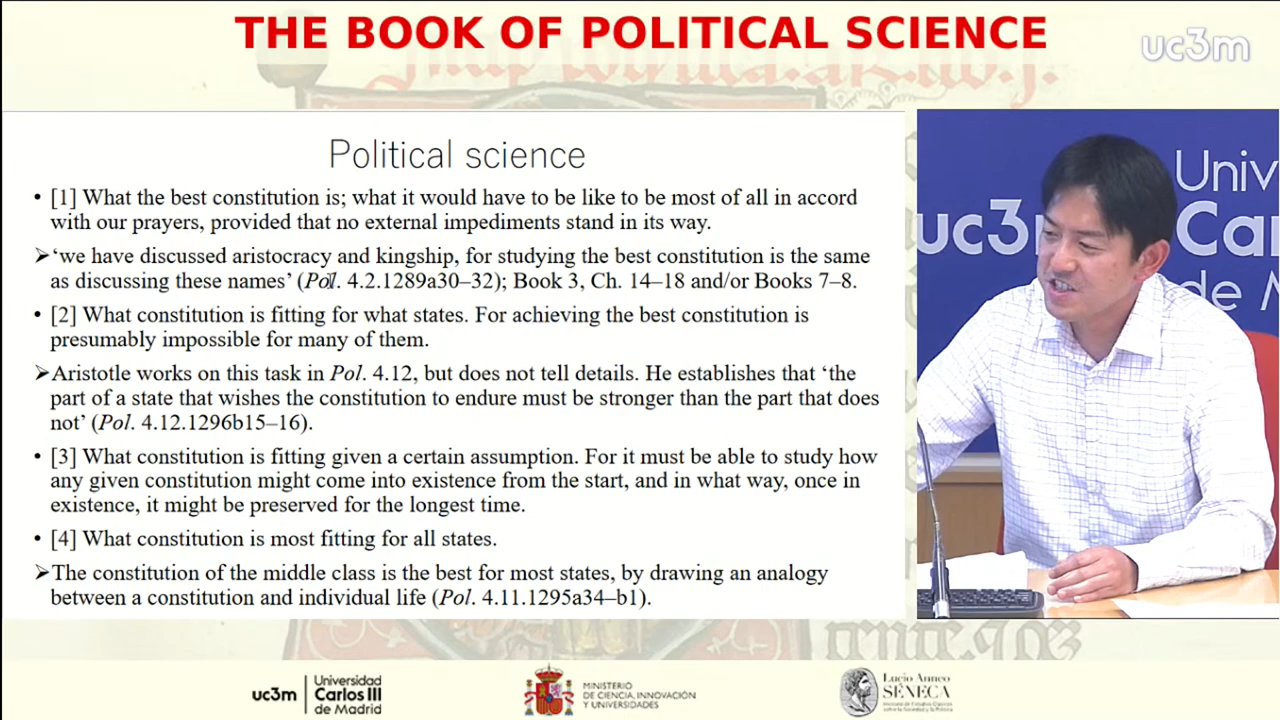 THE BOOK OF POLITICAL SCIENCE
uc3m
Political science
• [1] What the best constitution is; what it would have to be like to be most of all in accord
with our prayers, provided that no external impediments stand in its way.
➢‘we have discussed aristocracy and kingship, for studying the best constitution is the same
as discussing these names’ (Pol. 4.2.1289a30–32); Book 3, Ch. 14–18 and/or Books 7–8.
• [2] What constitution is fitting for what states. For achieving the best constitution is
presumably impossible for many of them.
➢Aristotle works on this task in Pol. 4.12, but does not tell details. He establishes that ‘the
part of a state that wishes the constitution to endure must be stronger than the part that does
not’ (Pol. 4.12.1296b15–16).
• [3] What constitution is fitting given a certain assumption. For it must be able to study how
any given constitution might come into existence from the start, and in what way, once in
existence, it might be preserved for the longest time.
• [4] What constitution is most fitting for all states.
➢The constitution of the middle class is the best for most states, by drawing an analogy
between a constitution and individual life (Pol. 4.11.1295a34–b1).
Univ
uc3m Ca
de M
uc3m
Universidad
Carlos III
de Madrid
MINISTERIO
DE CIENCIA, INNOVACIÓN
Y UNIVERSIDADES
Lucio Anneo
SÉNECA
Instituto de Estudios Clásicos
sobre la Sociedad y la Política